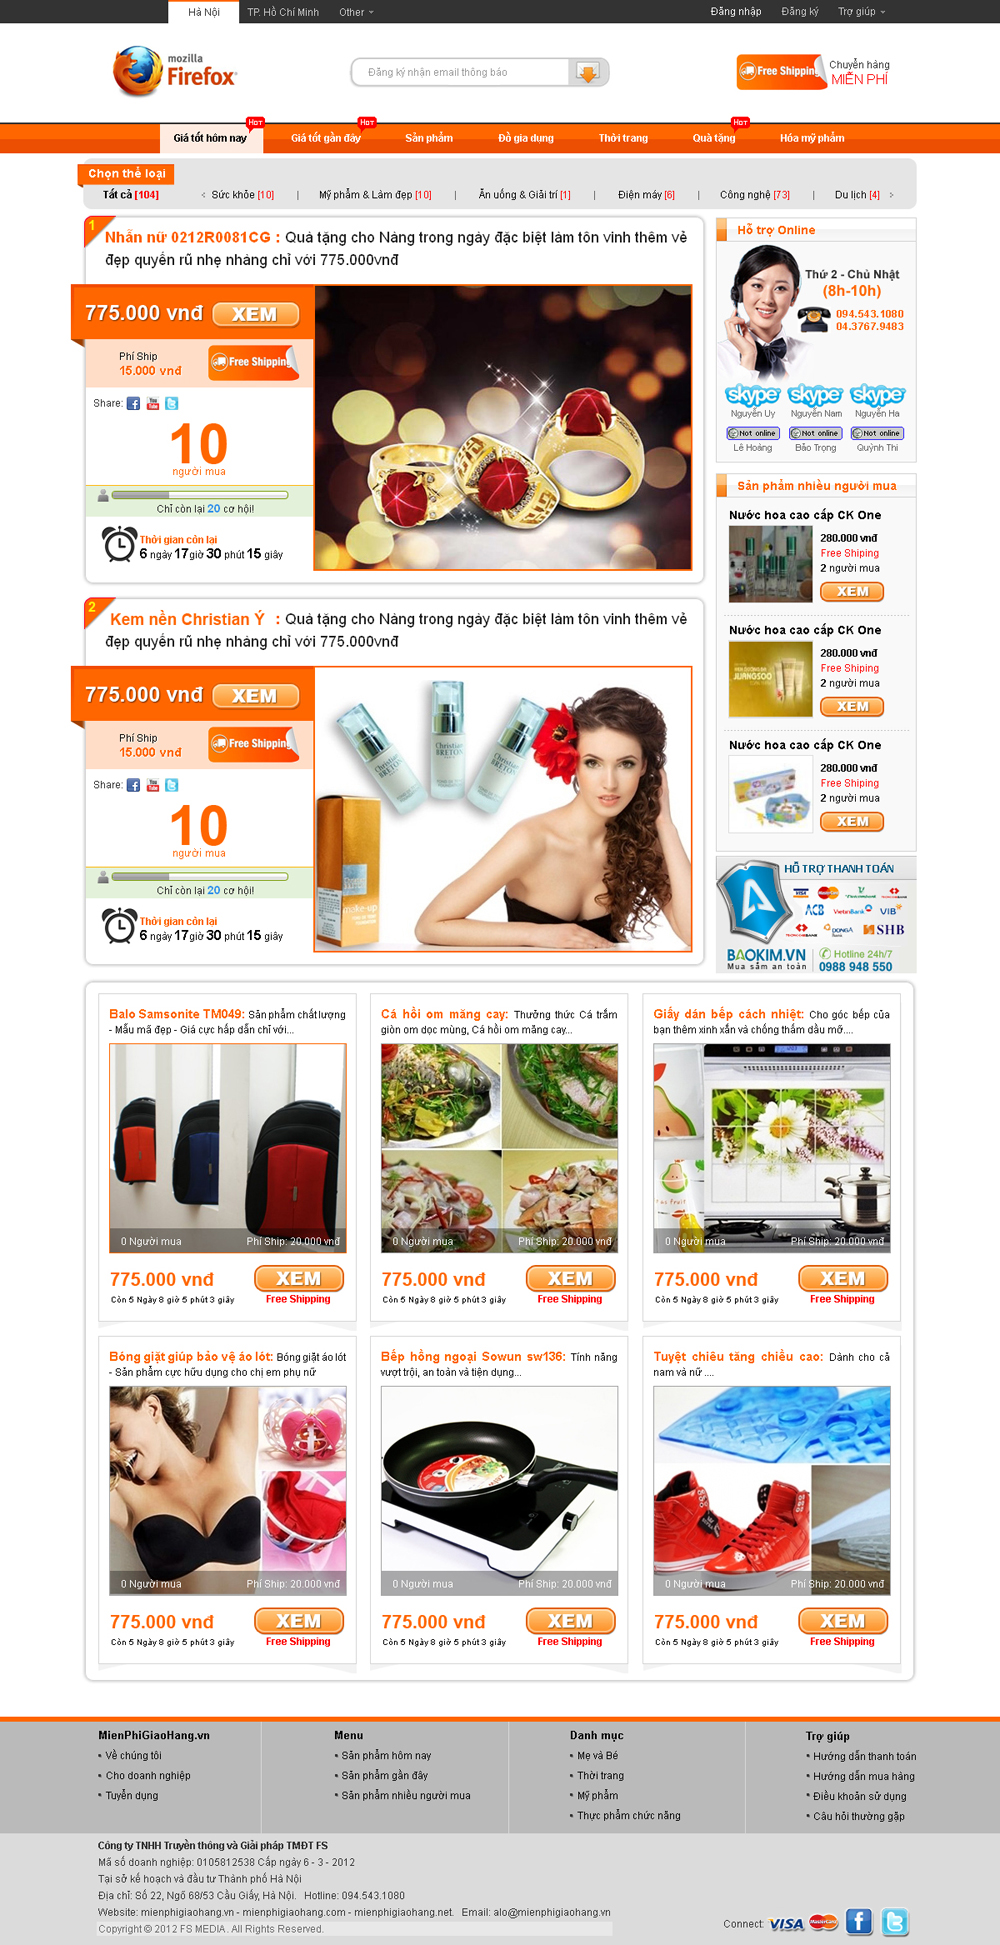 Hà Nội TP. Hồ Chí Minh Other Đăng nhập Đăng ký Trợ giúp
mozilla
Firefox
Đăng ký nhận email thông báo
Free Shipping
Chuyển hàng
MIỄN PHÍ
Hot Hot Hot
Giá tốt hôm nay Giá tốt gần đây Sản phẩm Đồ gia dụng Thời trang Quà tặng Hóa mỹ phẩm
Chọn thể loại
Tất cả [104] Sức khỏe [10] | Mỹ phẩm & Làm đẹp [10] | Ăn uống & Giải trí [1] | Điện máy [6] | Công nghệ [73] | Du lịch [4]
1
Nhẫn nữ 0212R0081CG : Quà tặng cho Nàng trong ngày đặc biệt làm tôn vinh thêm vẻ
đẹp quyến rũ nhẹ nhàng chỉ với 775.000vnđ
775.000 vnđ XEM
Phí Ship
15.000 vnđ
Free Shipping
Share:
10
người mua
Chỉ còn lại 20 cơ hội!
Thời gian còn lại
6 ngày 17 giờ 30 phút 15 giây
2
Kem nền Christian Ý : Quà tặng cho Nàng trong ngày đặc biệt làm tôn vinh thêm vẻ
đẹp quyến rũ nhẹ nhàng chỉ với 775.000vnđ
775.000 vnđ XEM
Phí Ship
15.000 vnđ
Free Shipping
Share:
10
người mua
Chỉ còn lại 20 cơ hội!
Thời gian còn lại
6 ngày 17 giờ 30 phút 15 giây
Christian
BRETON
make-up
Hỗ trợ Online
Thứ 2 - Chủ Nhật
(8h-10h)
094.543.1080
04.3767.9483
skype skype skype
Nguyễn Uy Nguyễn Nam Nguyễn Ha
Not online Not online Not online
Lê Hoàng Bảo Trọng Quỳnh Thi
Sản phẩm nhiều người mua
Nước hoa cao cấp CK One
280.000 vnđ
Free Shiping
2 người mua
XEM
Nước hoa cao cấp CK One
280.000 vnđ
Free Shiping
2 người mua
XEM
JUANGSOO
Nước hoa cao cấp CK One
280.000 vnđ
Free Shiping
2 người mua
XEM
HỖ TRỢ THANH TOÁN
VISA MasterCard Vietcombank TECHCOMBANK
ACB VietinBank VIB
DONGA SHB
BAOKIM.VN
Mua sắm an toàn
Hotline 24h/7
0988 948 550
Balo Samsonite TM049: Sản phẩm chất lượng
- Mẫu mã đẹp - Giá cực hấp dẫn chỉ với...
0 Người mua Phí Ship: 20.000 vnđ
775.000 vnđ XEM
Còn 5 Ngày 8 giờ 5 phút 3 giây Free Shipping
Cá hồi om măng cay: Thưởng thức Cá trắm
giòn om dọc mùng, Cá hồi om măng cay...
0 Người mua Phí Ship: 20.000 vnđ
775.000 vnđ XEM
Còn 5 Ngày 8 giờ 5 phút 3 giây Free Shipping
Giấy dán bếp cách nhiệt: Cho góc bếp của
bạn thêm xinh xắn và chống thấm dầu mỡ....
0 Người mua Phí Ship: 20.000 vnđ
775.000 vnđ XEM
Còn 5 Ngày 8 giờ 5 phút 3 giây Free Shipping
Bóng giặt giúp bảo vệ áo lót: Bóng giặt áo lót
- Sản phẩm cực hữu dụng cho chị em phụ nữ
0 Người mua Phí Ship: 20.000 vnđ
775.000 vnđ XEM
Còn 5 Ngày 8 giờ 5 phút 3 giây Free Shipping
Bếp hồng ngoại Sowun sw136: Tính năng
vượt trội, an toàn và tiện dụng...
0 Người mua Phí Ship: 20.000 vnđ
775.000 vnđ XEM
Còn 5 Ngày 8 giờ 5 phút 3 giây Free Shipping
Tuyệt chiêu tăng chiều cao: Dành cho cả
nam và nữ ....
0 Người mua Phí Ship: 20.000 vnđ
775.000 vnđ XEM
Còn 5 Ngày 8 giờ 5 phút 3 giây Free Shipping
MienPhiGiaoHang.vn
Về chúng tôi
Cho doanh nghiệp
Tuyển dụng
Menu
Sản phẩm hôm nay
Sản phẩm gần đây
Sản phẩm nhiều người mua
Danh mục
Mẹ và Bé
Thời trang
Mỹ phẩm
Thực phẩm chức năng
Trợ giúp
Hướng dẫn thanh toán
Hướng dẫn mua hàng
Điều khoản sử dụng
Câu hỏi thường gặp
Công ty TNHH Truyền thông và Giải pháp TMĐT FS
Mã số doanh nghiệp: 0105812538 Cấp ngày 6 - 3 - 2012
Tại sở kế hoạch và đầu tư Thành phố Hà Nội
Địa chỉ: Số 22, Ngõ 68/53 Cầu Giấy, Hà Nội. Hotline: 094.543.1080
Website: mienphigiaohang.vn - mienphigiaohang.com - mienphigiaohang.net. Email: alo@mienphigiaohang.vn
Copyright © 2012 FS MEDIA. All Rights Reserved.
Connect: VISA MasterCard